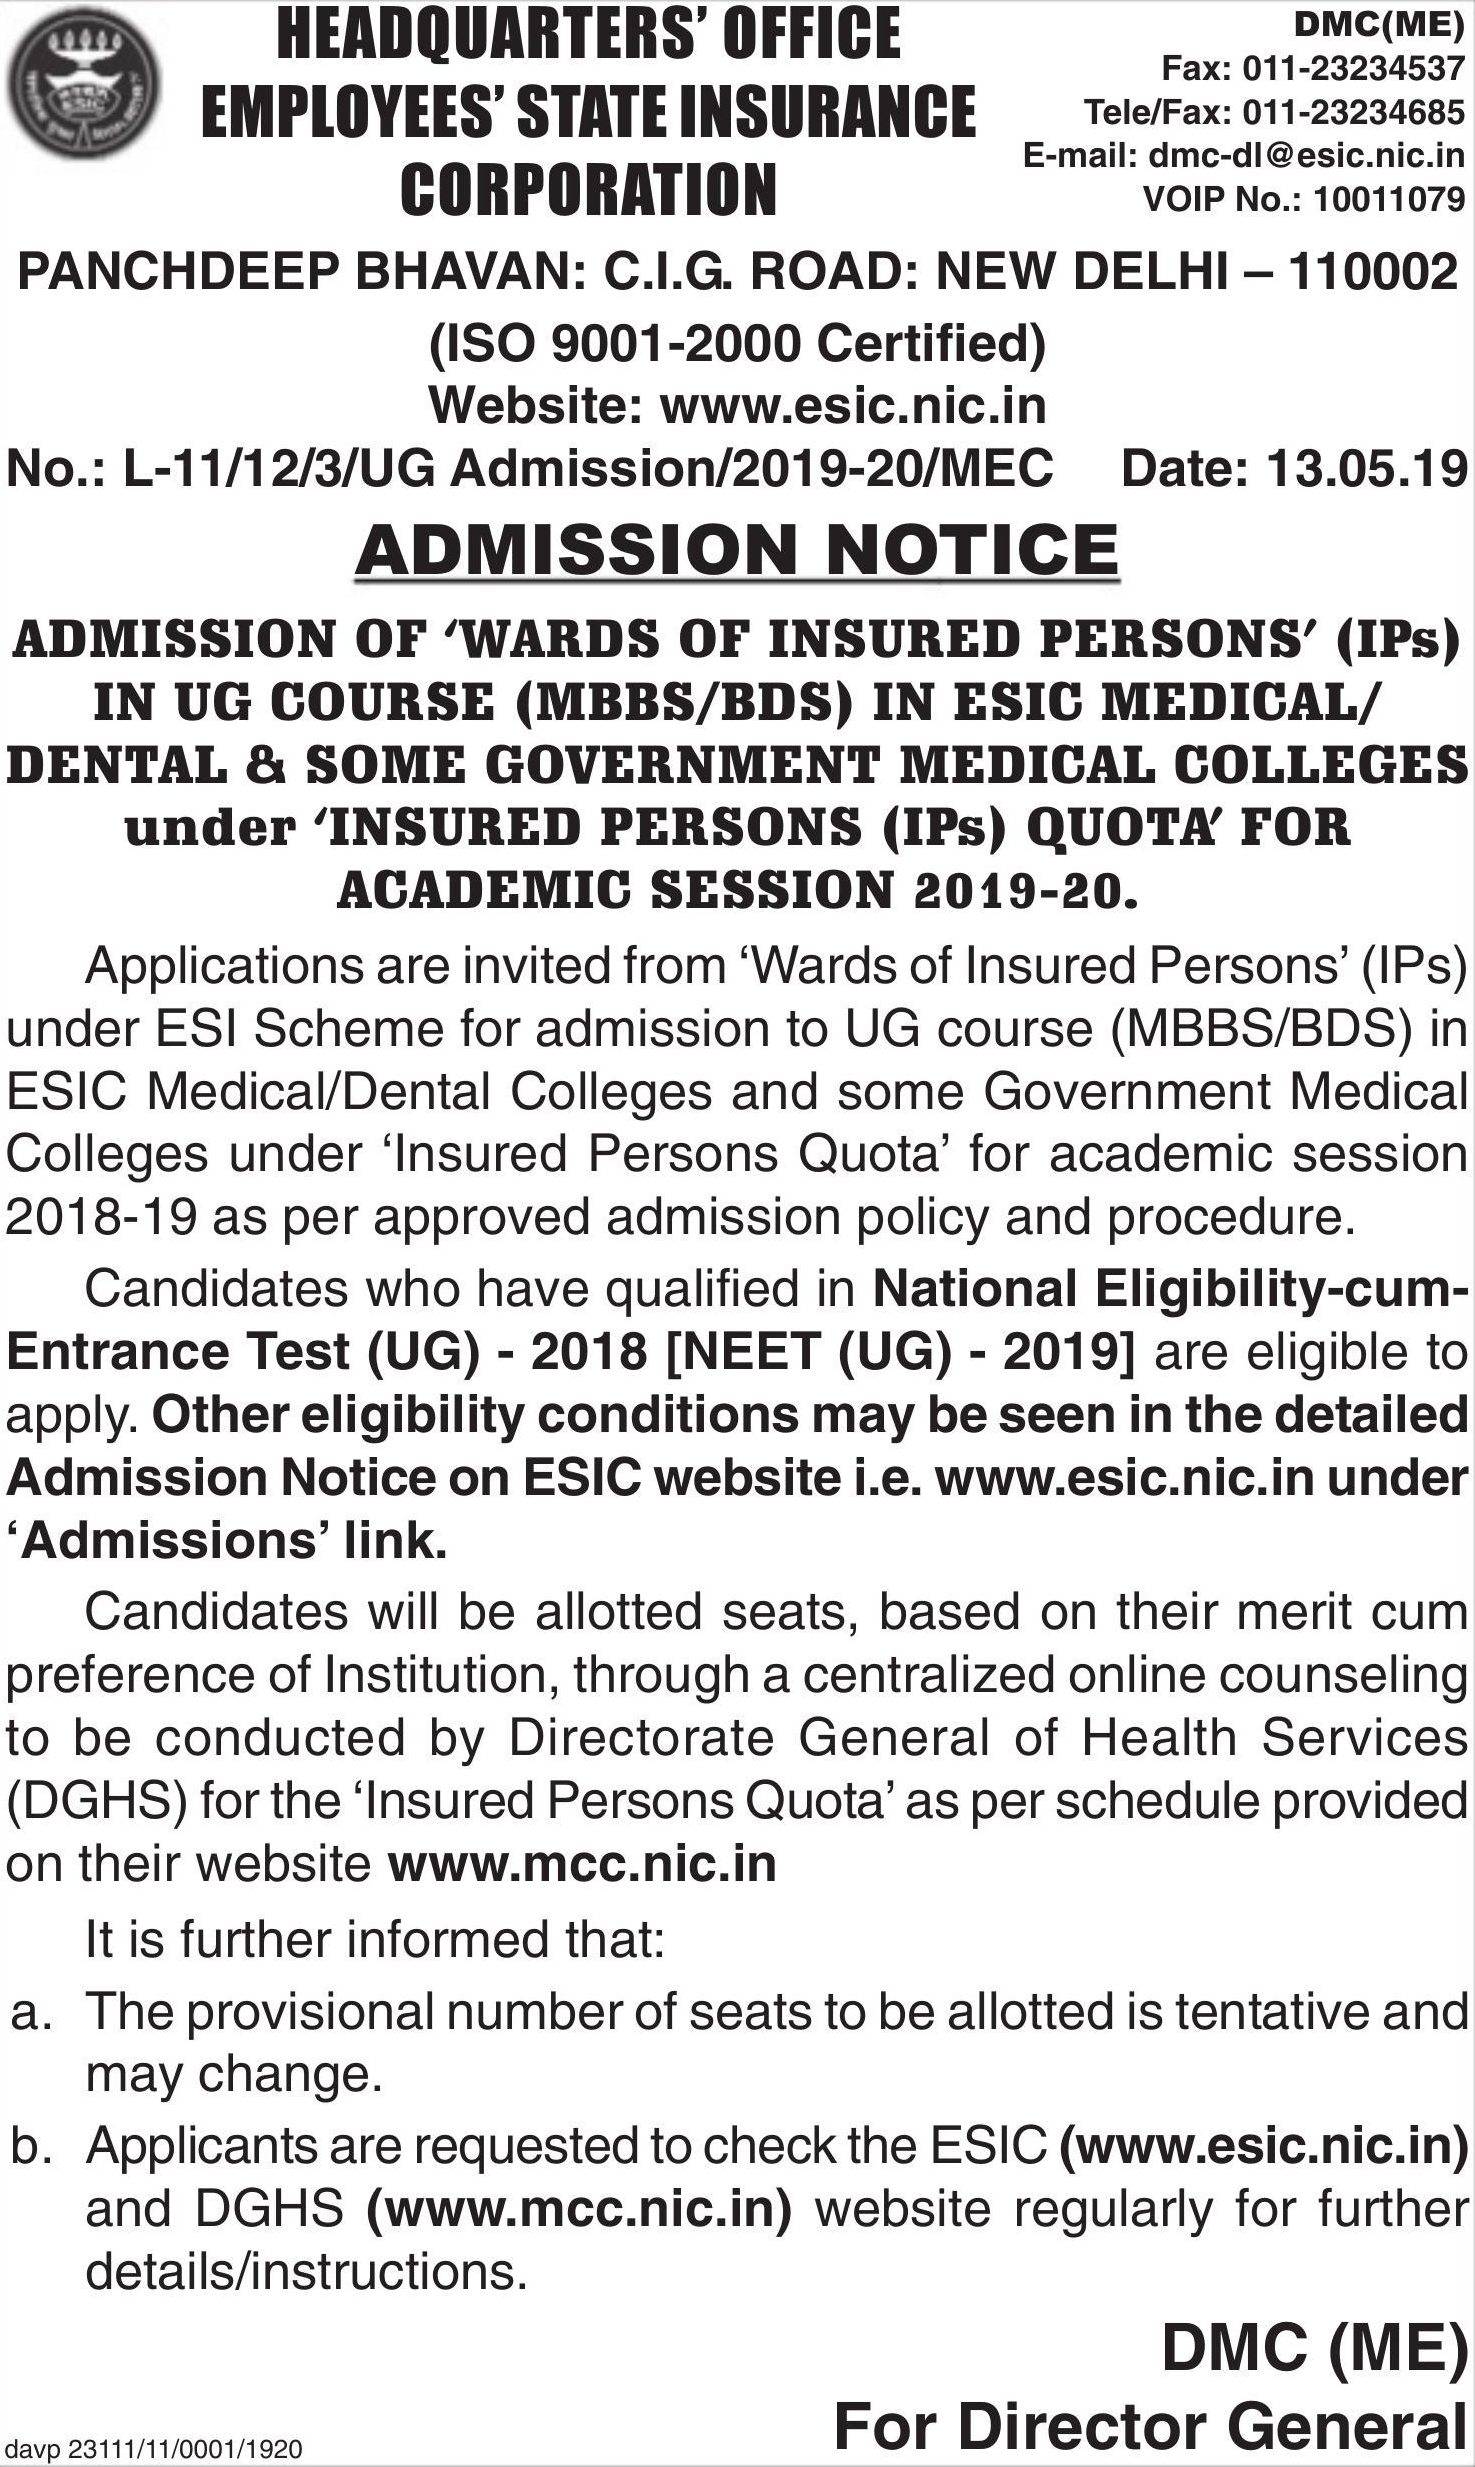 HEADQUARTERS' OFFICE
EMPLOYEES' STATE INSURANCE
CORPORATION
DMC(ME)
Fax: 011-23234537
Tele/Fax: 011-23234685
E-mail: dmc-dl@esic.nic.in
VOIP No.: 10011079
PANCHDEEP BHAVAN: C.I.G. ROAD: NEW DELHI – 110002
(ISO 9001-2000 Certified)
Website: www.esic.nic.in
No.: L-11/12/3/UG Admission/2019-20/MEC Date: 13.05.19
ADMISSION NOTICE
ADMISSION OF ‘WARDS OF INSURED PERSONS’ (IPs)
IN UG COURSE (MBBS/BDS) IN ESIC MEDICAL/
DENTAL & SOME GOVERNMENT MEDICAL COLLEGES
under ‘INSURED PERSONS (IPs) QUOTA’ FOR
ACADEMIC SESSION 2019-20.
Applications are invited from ‘Wards of Insured Persons’ (IPs)
under ESI Scheme for admission to UG course (MBBS/BDS) in
ESIC Medical/Dental Colleges and some Government Medical
Colleges under ‘Insured Persons Quota’ for academic session
2018-19 as per approved admission policy and procedure.
Candidates who have qualified in National Eligibility-cum-
Entrance Test (UG) - 2018 [NEET (UG) - 2019] are eligible to
apply. Other eligibility conditions may be seen in the detailed
Admission Notice on ESIC website i.e. www.esic.nic.in under
‘Admissions’ link.
Candidates will be allotted seats, based on their merit cum
preference of Institution, through a centralized online counseling
to be conducted by Directorate General of Health Services
(DGHS) for the ‘Insured Persons Quota’ as per schedule provided
on their website www.mcc.nic.in
It is further informed that:
a. The provisional number of seats to be allotted is tentative and
may change.
b. Applicants are requested to check the ESIC (www.esic.nic.in)
and DGHS (www.mcc.nic.in) website regularly for further
details/instructions.
DMC (ME)
For Director General
davp 23111/11/0001/1920